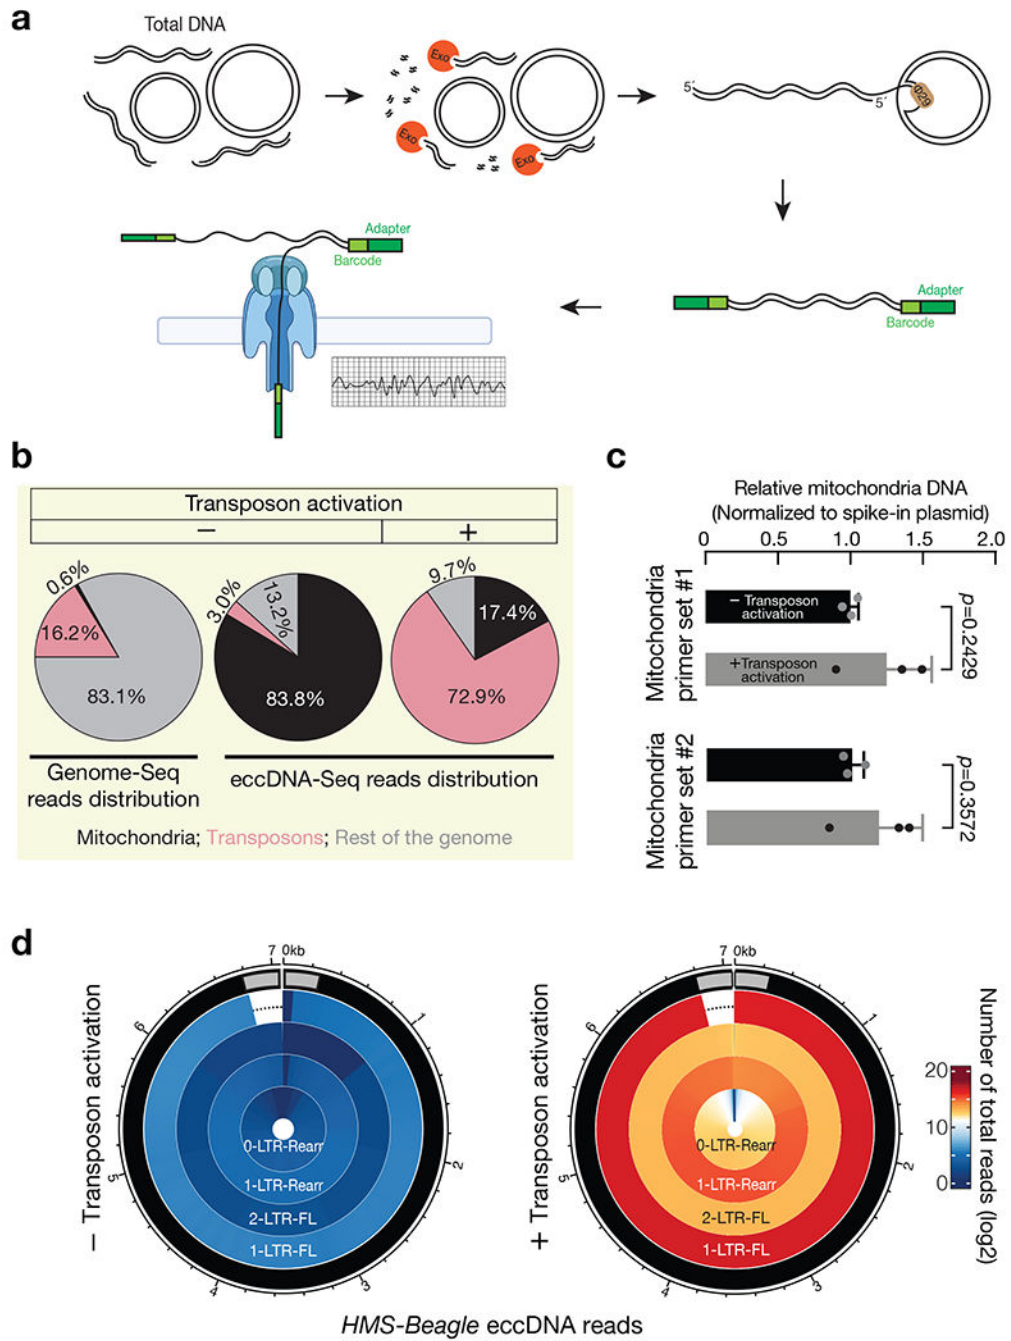 a
Total DNA
Exo
Exo
Exo
5′
5′
Φ29
Adapter
Barcode
Adapter
Barcode
b
Transposon activation
−
+
0.6%
16.2%
83.1%
3.0%
13.2%
83.8%
9.7%
17.4%
72.9%
Genome-Seq
reads distribution
eccDNA-Seq reads distribution
Mitochondria; Transposons; Rest of the genome
c
Relative mitochondria DNA
(Normalized to spike-in plasmid)
0 0.5 1.0 1.5 2.0
Mitochondria
primer set #1
− Transposon
activation
+Transposon
activation
p=0.2429
Mitochondria
primer set #2
p=0.3572
d
− Transposon activation
7 0kb
1
2
3
4
5
6
0-LTR-Rearr
1-LTR-Rearr
2-LTR-FL
1-LTR-FL
+ Transposon activation
7 0kb
1
2
3
4
5
6
0-LTR-Rearr
1-LTR-Rearr
2-LTR-FL
1-LTR-FL
20
10
0
Number of total reads (log2)
HMS-Beagle eccDNA reads